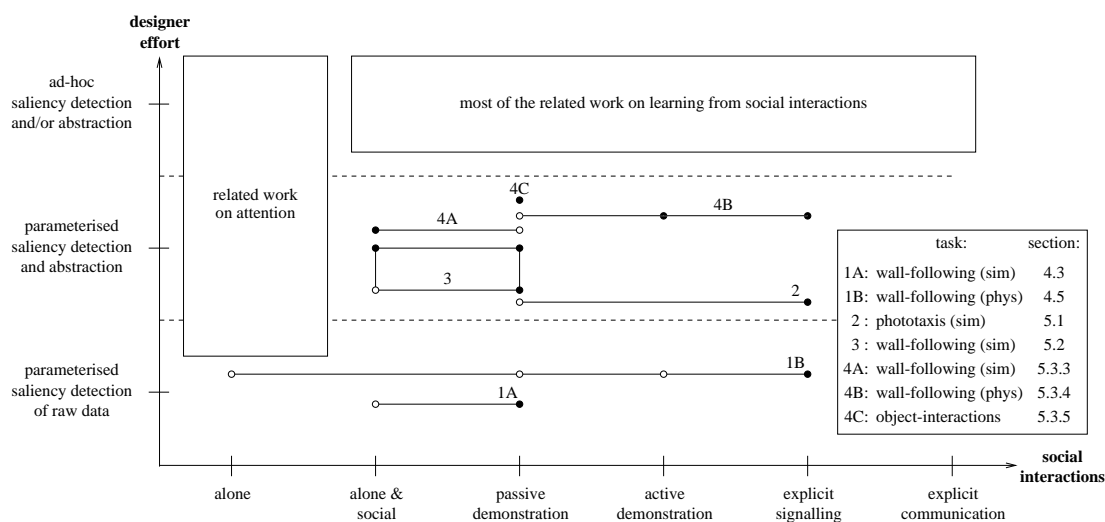 designer
effort
ad-hoc
saliency detection
and/or abstraction
most of the related work on learning from social interactions
related work
on attention
parameterised
saliency detection
and abstraction
4C
4A
4B
3
2
parameterised
saliency detection
of raw data
1B
1A
task: section:
1A: wall-following (sim) 4.3
1B: wall-following (phys) 4.5
2 : phototaxis (sim) 5.1
3 : wall-following (sim) 5.2
4A: wall-following (sim) 5.3.3
4B: wall-following (phys) 5.3.4
4C: object-interactions 5.3.5
social
interactions
alone
alone &
social
passive
demonstration
active
demonstration
explicit
signalling
explicit
communication